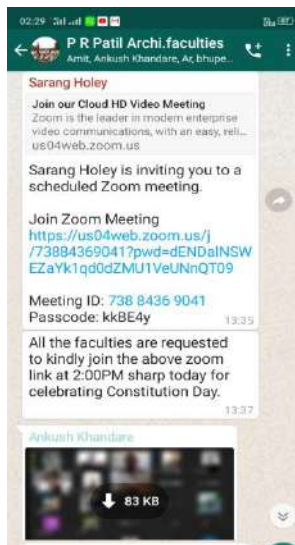 02:29
P R Patil Archi.faculties
Amit, Ankush Khandare, Ar, bhupe...
Sarang Holey
Join our Cloud HD Video Meeting
Zoom is the leader in modern enterprise
video communications, with an easy, reli...
us04web.zoom.us
Sarang Holey is inviting you to a
scheduled Zoom meeting.
Join Zoom Meeting
https://us04web.zoom.us/j
/73884369041?pwd=dENDalNSW
EZaYk1qd0dZMU1VeUNnQT09
Meeting ID: 738 8436 9041
Passcode: kkBE4y
13:35
All the faculties are requested
to kindly join the above zoom
link at 2:00PM sharp today for
celebrating Constitution Day.
13:37
Ankush Khandare
83 KB